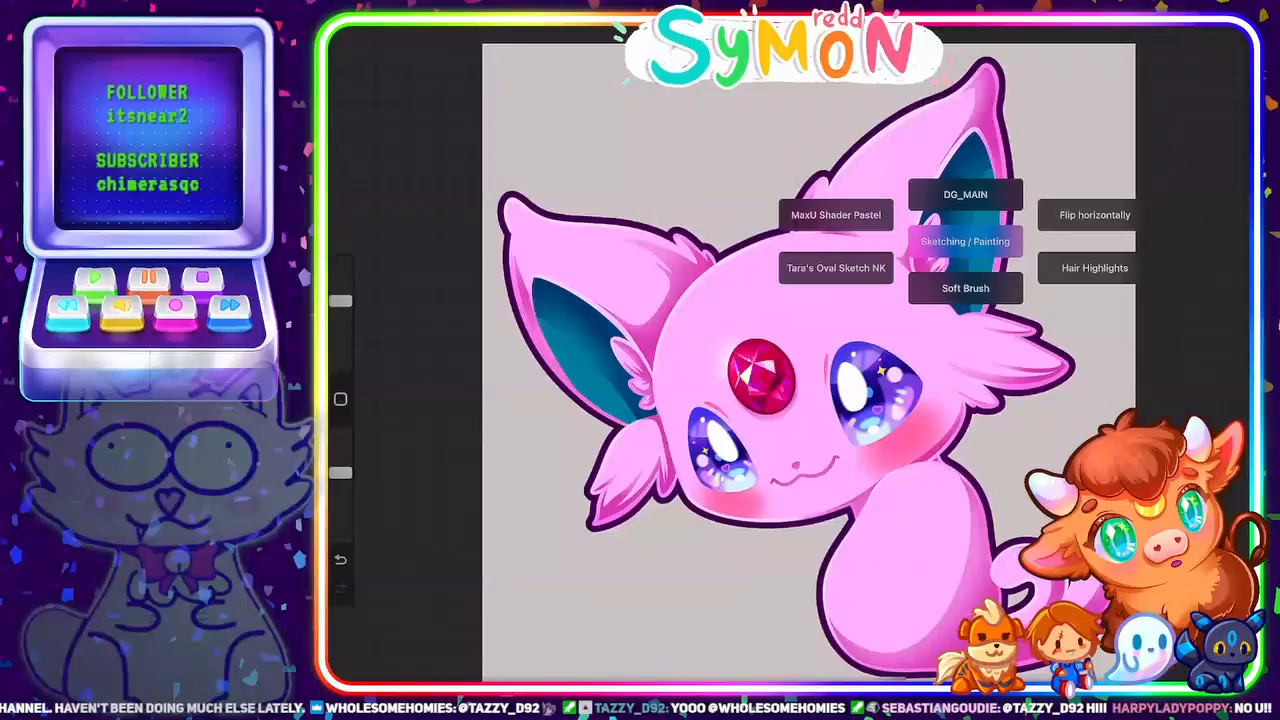 redd
SyMON
FOLLOWER
itsnear2
SUBSCRIBER
chimerasqc
DG_MAIN
MaxU Shader Pastel
Flip horizontally
Sketching / Painting
Tara's Oval Sketch NK
Hair Highlights
Soft Brush
HANNEL. HAVEN'T BEEN DOING MUCH ELSE LATELY. WHOLESOMEHOMIES: @TAZZY_D92 TAZZY_D92: YOOO @WHOLESOMEHOMIES SEBASTIANGOUDIE: @TAZZY_D92 HIII HARPYLADYPOPPY: NO U!!